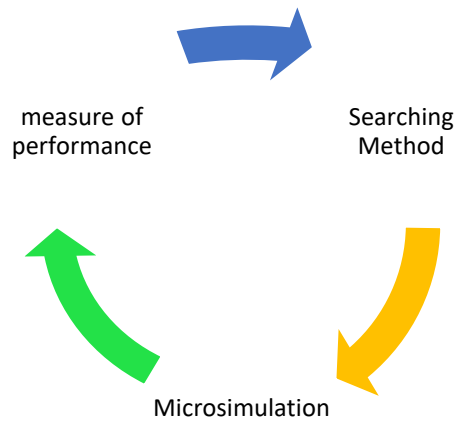 measure of
performance
Searching
Method
Microsimulation